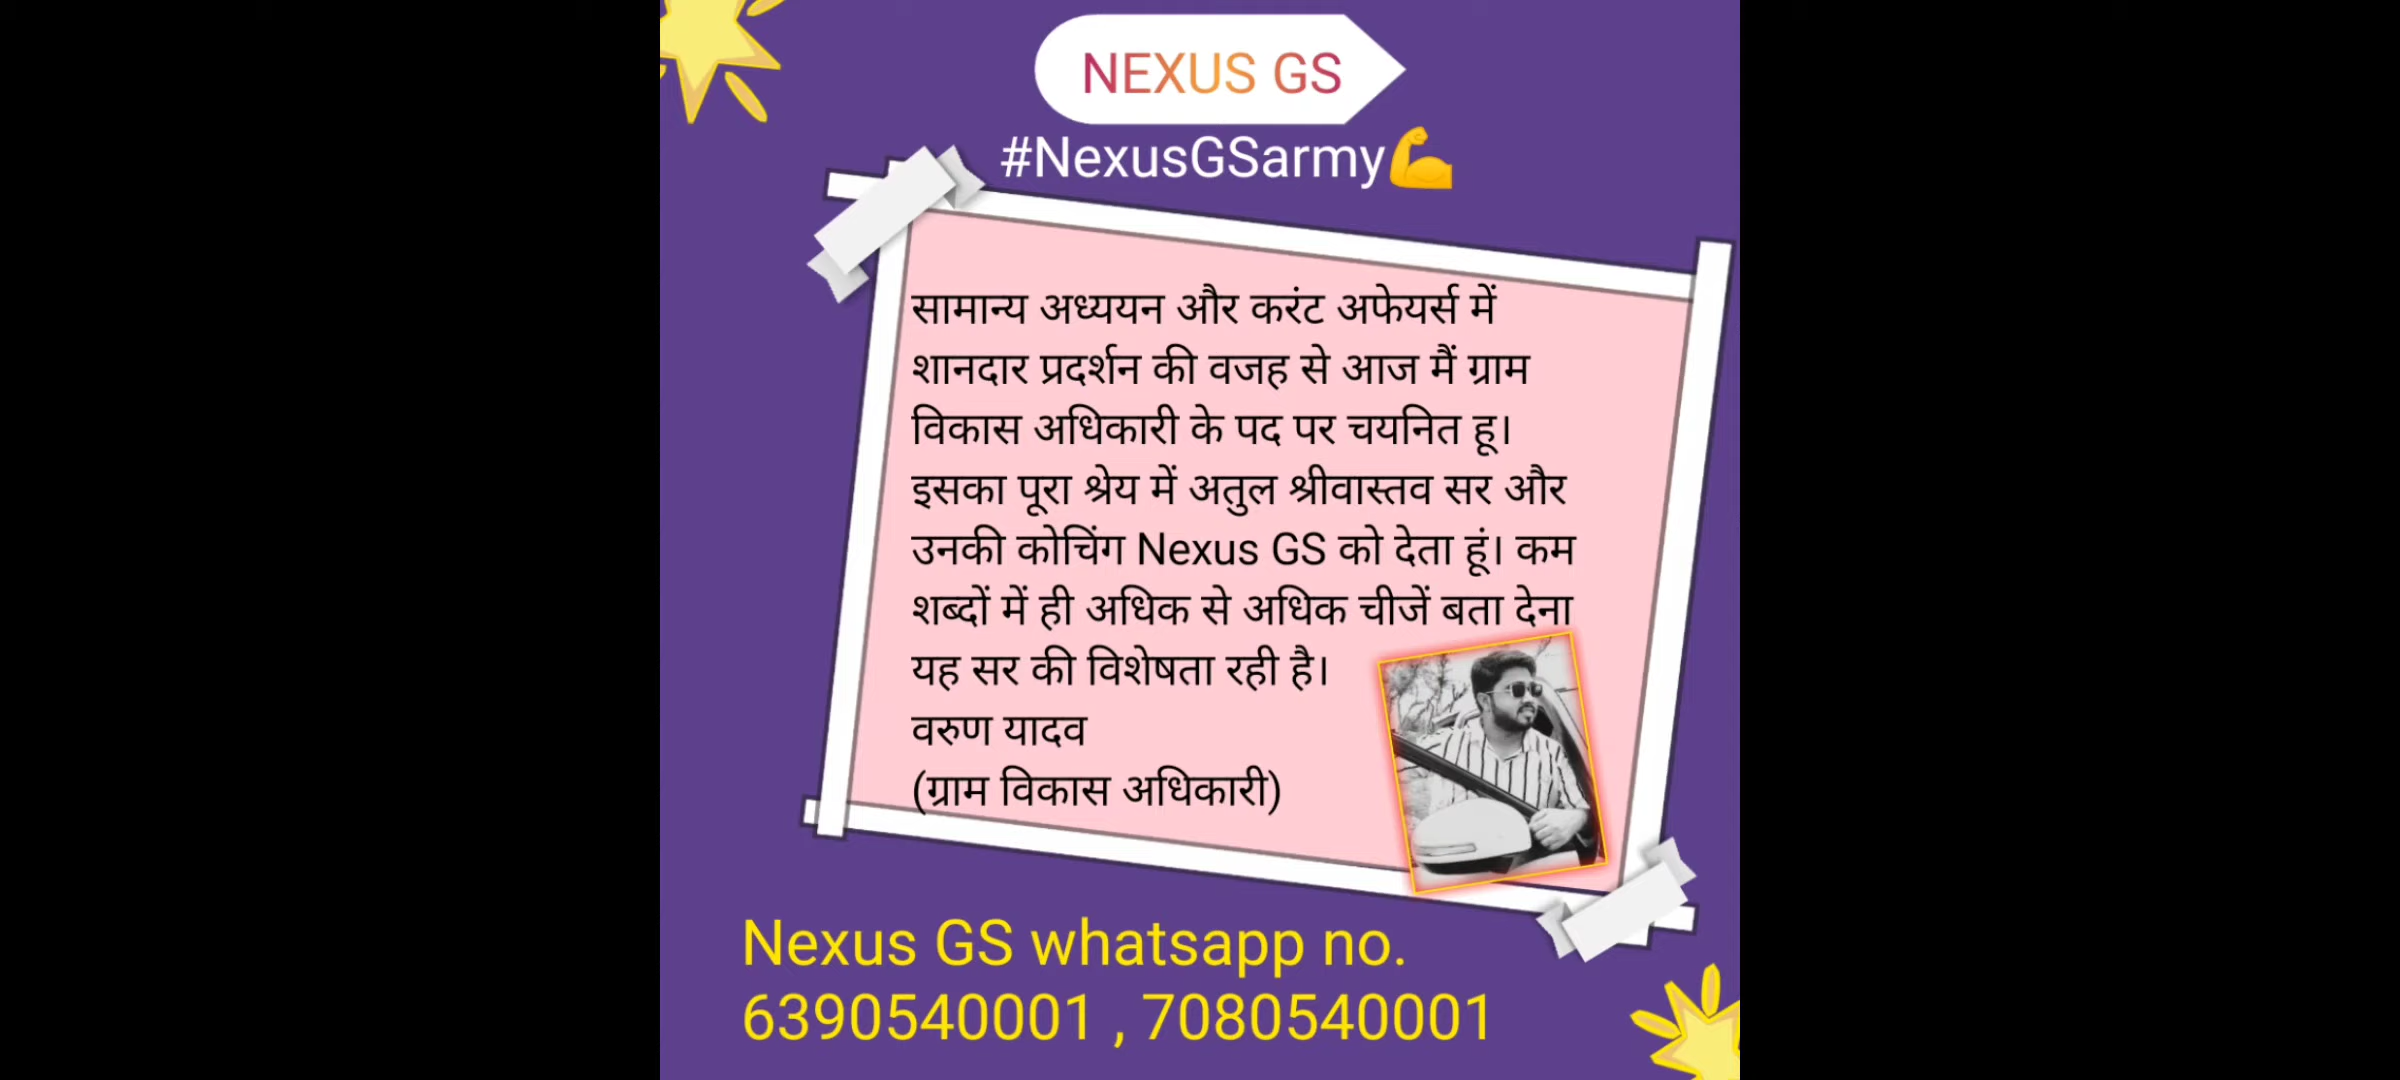 NEXUS GS
#NexusGSarmy💪
सामान्य अध्ययन और करंट अफेयर्स में
शानदार प्रदर्शन की वजह से आज मैं ग्राम
विकास अधिकारी के पद पर चयनित हू।
इसका पूरा श्रेय में अतुल श्रीवास्तव सर और
उनकी कोचिंग Nexus GS को देता हूं। कम
शब्दों में ही अधिक से अधिक चीजें बता देना
यह सर की विशेषता रही है।
वरुण यादव
(ग्राम विकास अधिकारी)
Nexus GS whatsapp no.
6390540001 , 7080540001